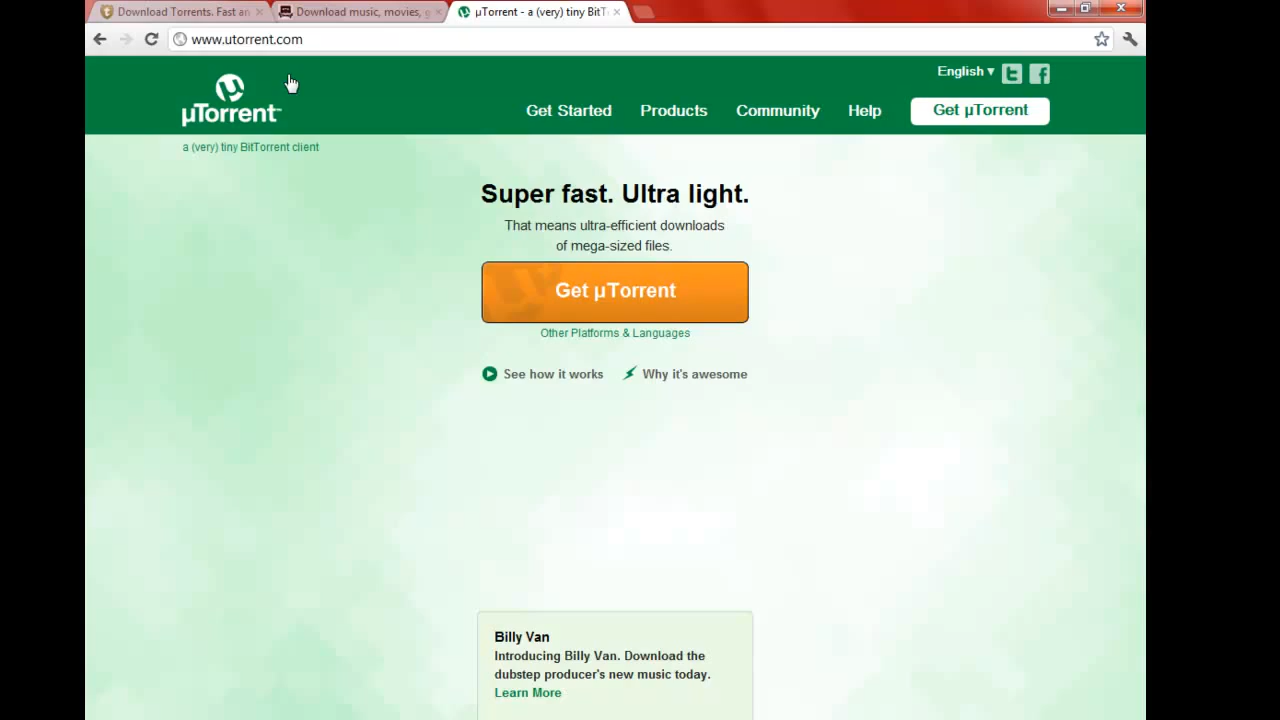 Download Torrents. Fast an
Download music, movies, g
µTorrent - a (very) tiny BitT
www.utorrent.com
English ▾
µTorrent™
Get Started
Products
Community
Help
Get µTorrent
a (very) tiny BitTorrent client
Super fast. Ultra light.
That means ultra-efficient downloads
of mega-sized files.
Get µTorrent
Other Platforms & Languages
See how it works
Why it's awesome
Billy Van
Introducing Billy Van. Download the
dubstep producer's new music today.
Learn More